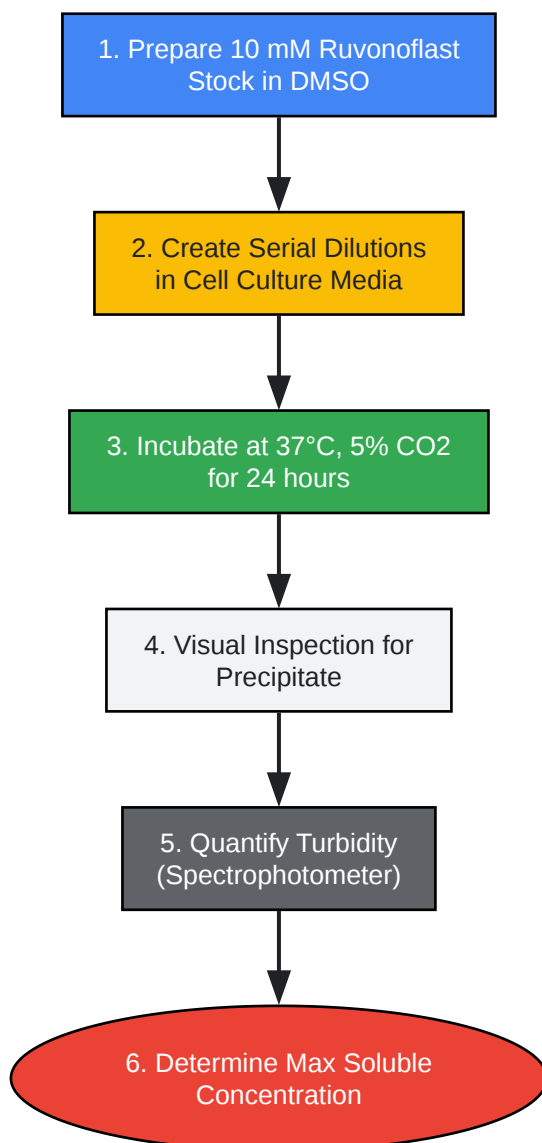 1. Prepare 10 mM Ruvonoflast
Stock in DMSO
2. Create Serial Dilutions
in Cell Culture Media
3. Incubate at 37°C, 5% CO2
for 24 hours
4. Visual Inspection for
Precipitate
5. Quantify Turbidity
(Spectrophotometer)
6. Determine Max Soluble
Concentration